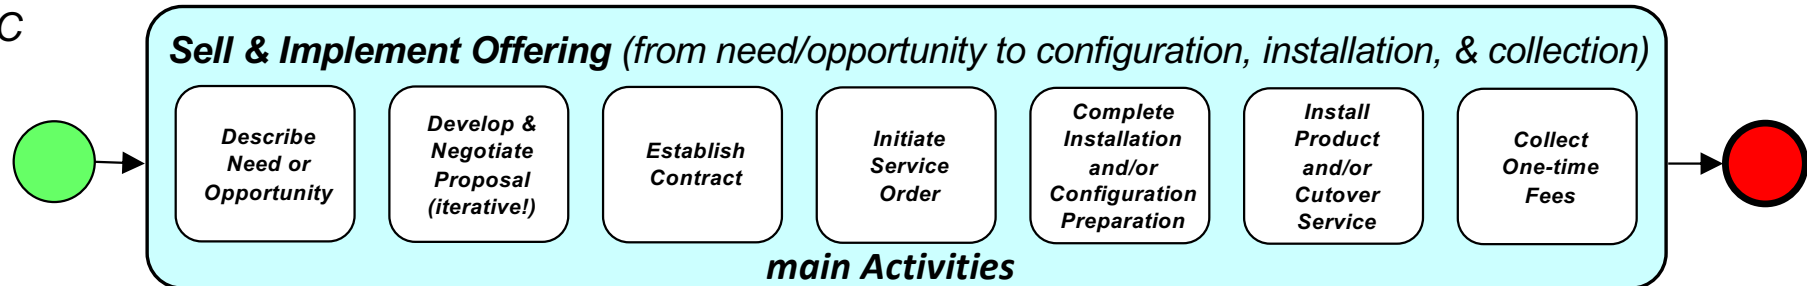 C
Sell & Implement Offering (from need/opportunity to configuration, installation, & collection)
Describe
Need or
Opportunity
Develop &
Negotiate
Proposal
(iterative!)
Establish
Contract
Initiate
Service
Order
Complete
Installation
and/or
Configuration
Preparation
Install
Product
and/or
Cutover
Service
Collect
One-time
Fees
main Activities